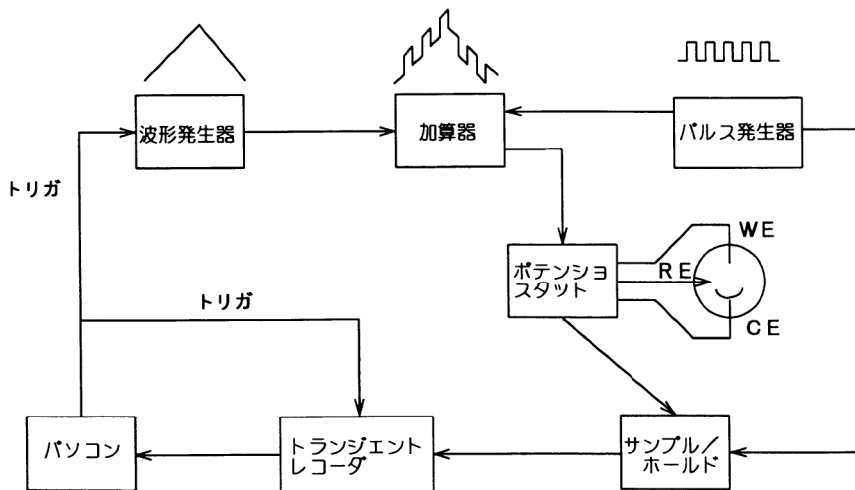 波形発生器
加算器
パルス発生器
トリガ
ポテンショ
スタット
WE
RE
CE
トリガ
パソコン
トランジェント
レコーダ
サンプル/
ホールド